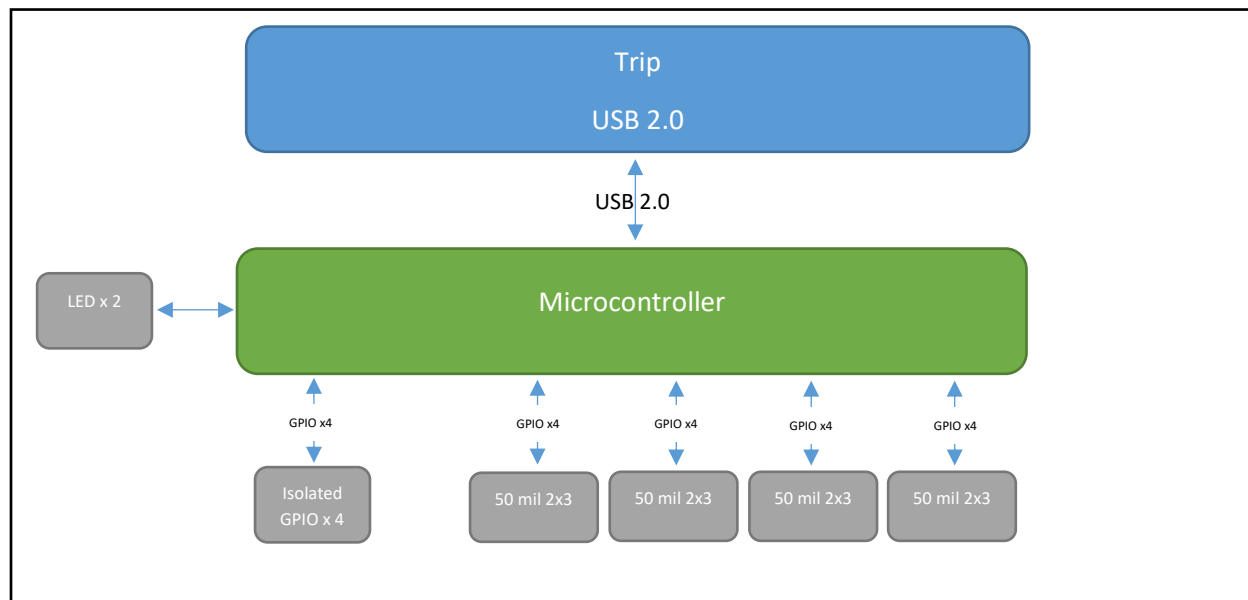 Trip
USB 2.0
USB 2.0
LED x 2
Microcontroller
GPIO x4
GPIO x4
GPIO x4
GPIO x4
GPIO x4
Isolated
GPIO x 4
50 mil 2x3
50 mil 2x3
50 mil 2x3
50 mil 2x3